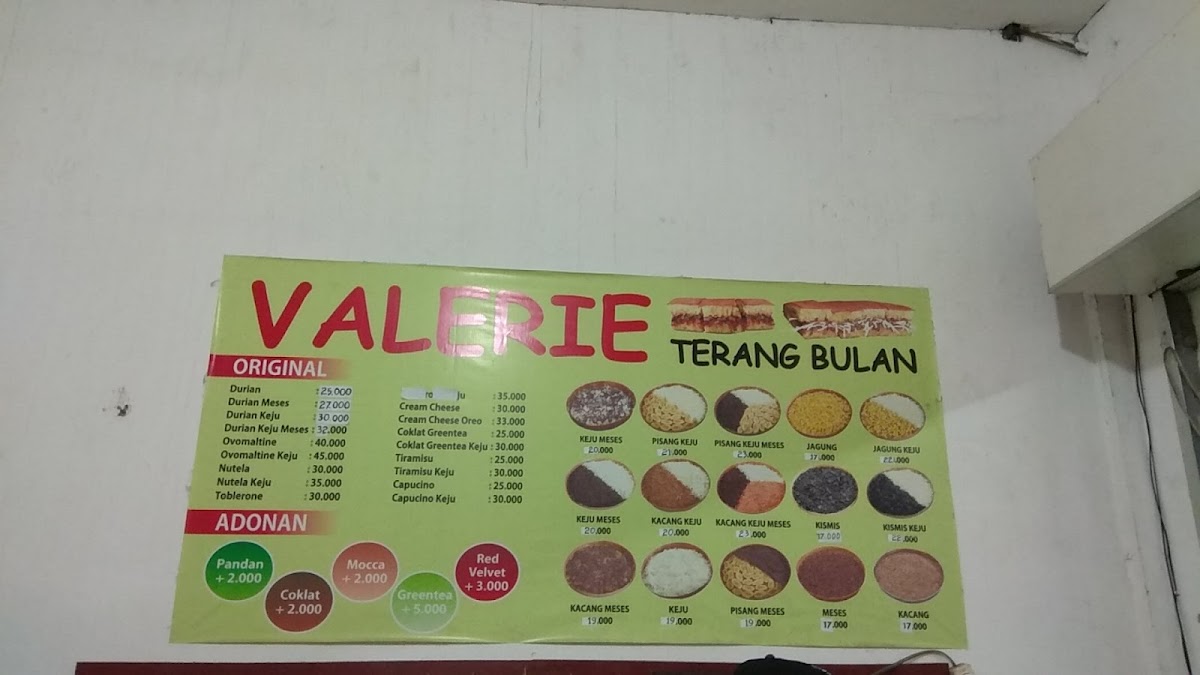 VALERIE
TERANG BULAN
ORIGINAL
Durian : 25.000
Durian Meses : 27.000
Durian Keju : 30.000
Durian Keju Meses : 32.000
Ovomaltine : 40.000
Ovomaltine Keju : 45.000
Nutela : 30.000
Nutela Keju : 35.000
Toblerone : 30.000
: 35.000
Cream Cheese : 30.000
Cream Cheese Oreo : 33.000
Coklat Greentea : 25.000
Coklat Greentea Keju : 30.000
Tiramisu : 25.000
Tiramisu Keju : 30.000
Capucino : 25.000
Capucino Keju : 30.000
ADONAN
Pandan
+ 2.000
Coklat
+ 2.000
Mocca
+ 2.000
Greentea
+ 5.000
Red
Velvet
+ 3.000
KEJU MESES
20.000
PISANG KEJU
21.000
PISANG KEJU MESES
23.000
JAGUNG
17.000
JAGUNG KEJU
22.000
KEJU MESES
20.000
KACANG KEJU
20.000
KACANG KEJU MESES
23.000
KISMIS
17.000
KISMIS KEJU
22.000
KACANG MESES
19.000
KEJU
19.000
PISANG MESES
19.000
MESES
17.000
KACANG
17.000